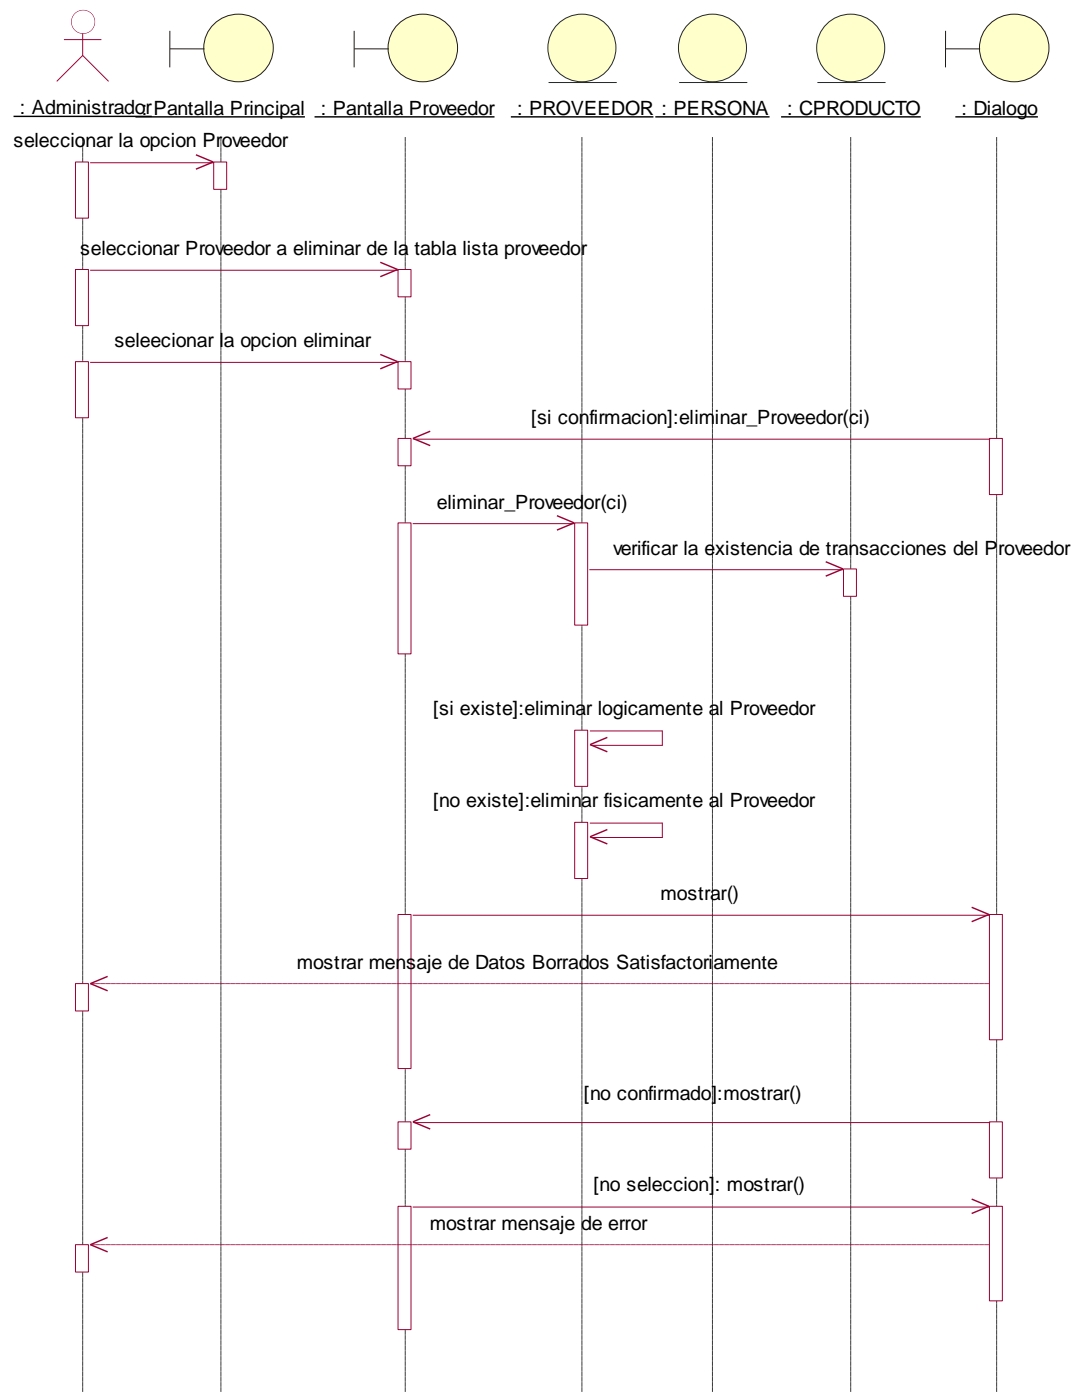 : Administrador
: Pantalla Principal
: Pantalla Proveedor
: PROVEEDOR
: PERSONA
: CPRODUCTO
: Dialogo
seleccionar la opcion Proveedor
seleccionar Proveedor a eliminar de la tabla lista proveedor
seleecionar la opcion eliminar
[si confirmacion]:eliminar_Proveedor(ci)
eliminar_Proveedor(ci)
verificar la existencia de transacciones del Proveedor
[si existe]:eliminar logicamente al Proveedor
[no existe]:eliminar fisicamente al Proveedor
mostrar()
mostrar mensaje de Datos Borrados Satisfactoriamente
[no confirmado]:mostrar()
[no seleccion]: mostrar()
mostrar mensaje de error